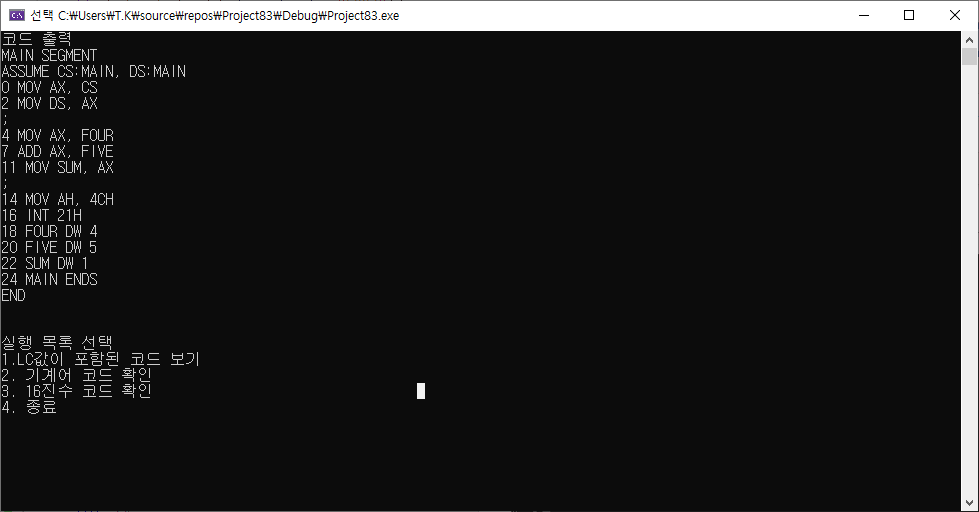 선택 C:₩Users₩T.K₩source₩repos₩Project83₩Debug₩Project83.exe
코드 출력
MAIN SEGMENT
ASSUME CS:MAIN, DS:MAIN
0 MOV AX, CS
2 MOV DS, AX
;
4 MOV AX, FOUR
7 ADD AX, FIVE
11 MOV SUM, AX
;
14 MOV AH, 4CH
16 INT 21H
18 FOUR DW 4
20 FIVE DW 5
22 SUM DW 1
24 MAIN ENDS
END
실행 목록 선택
1.LC값이 포함된 코드 보기
2. 기계어 코드 확인
3. 16진수 코드 확인
4. 종료